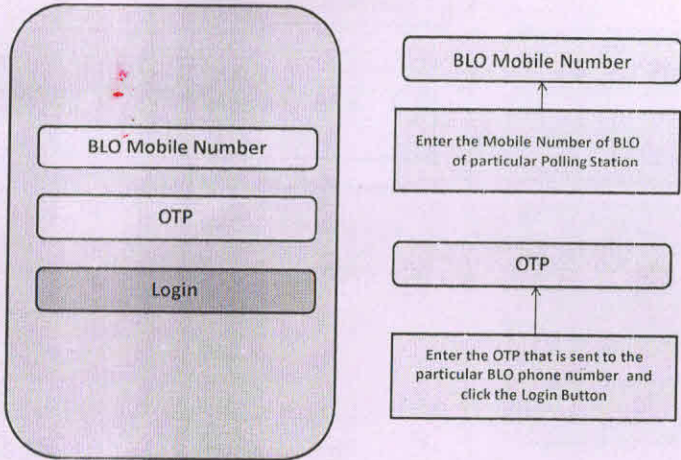 BLO Mobile Number
OTP
Login
BLO Mobile Number
Enter the Mobile Number of BLO
of particular Polling Station
OTP
Enter the OTP that is sent to the
particular BLO phone number and
click the Login Button